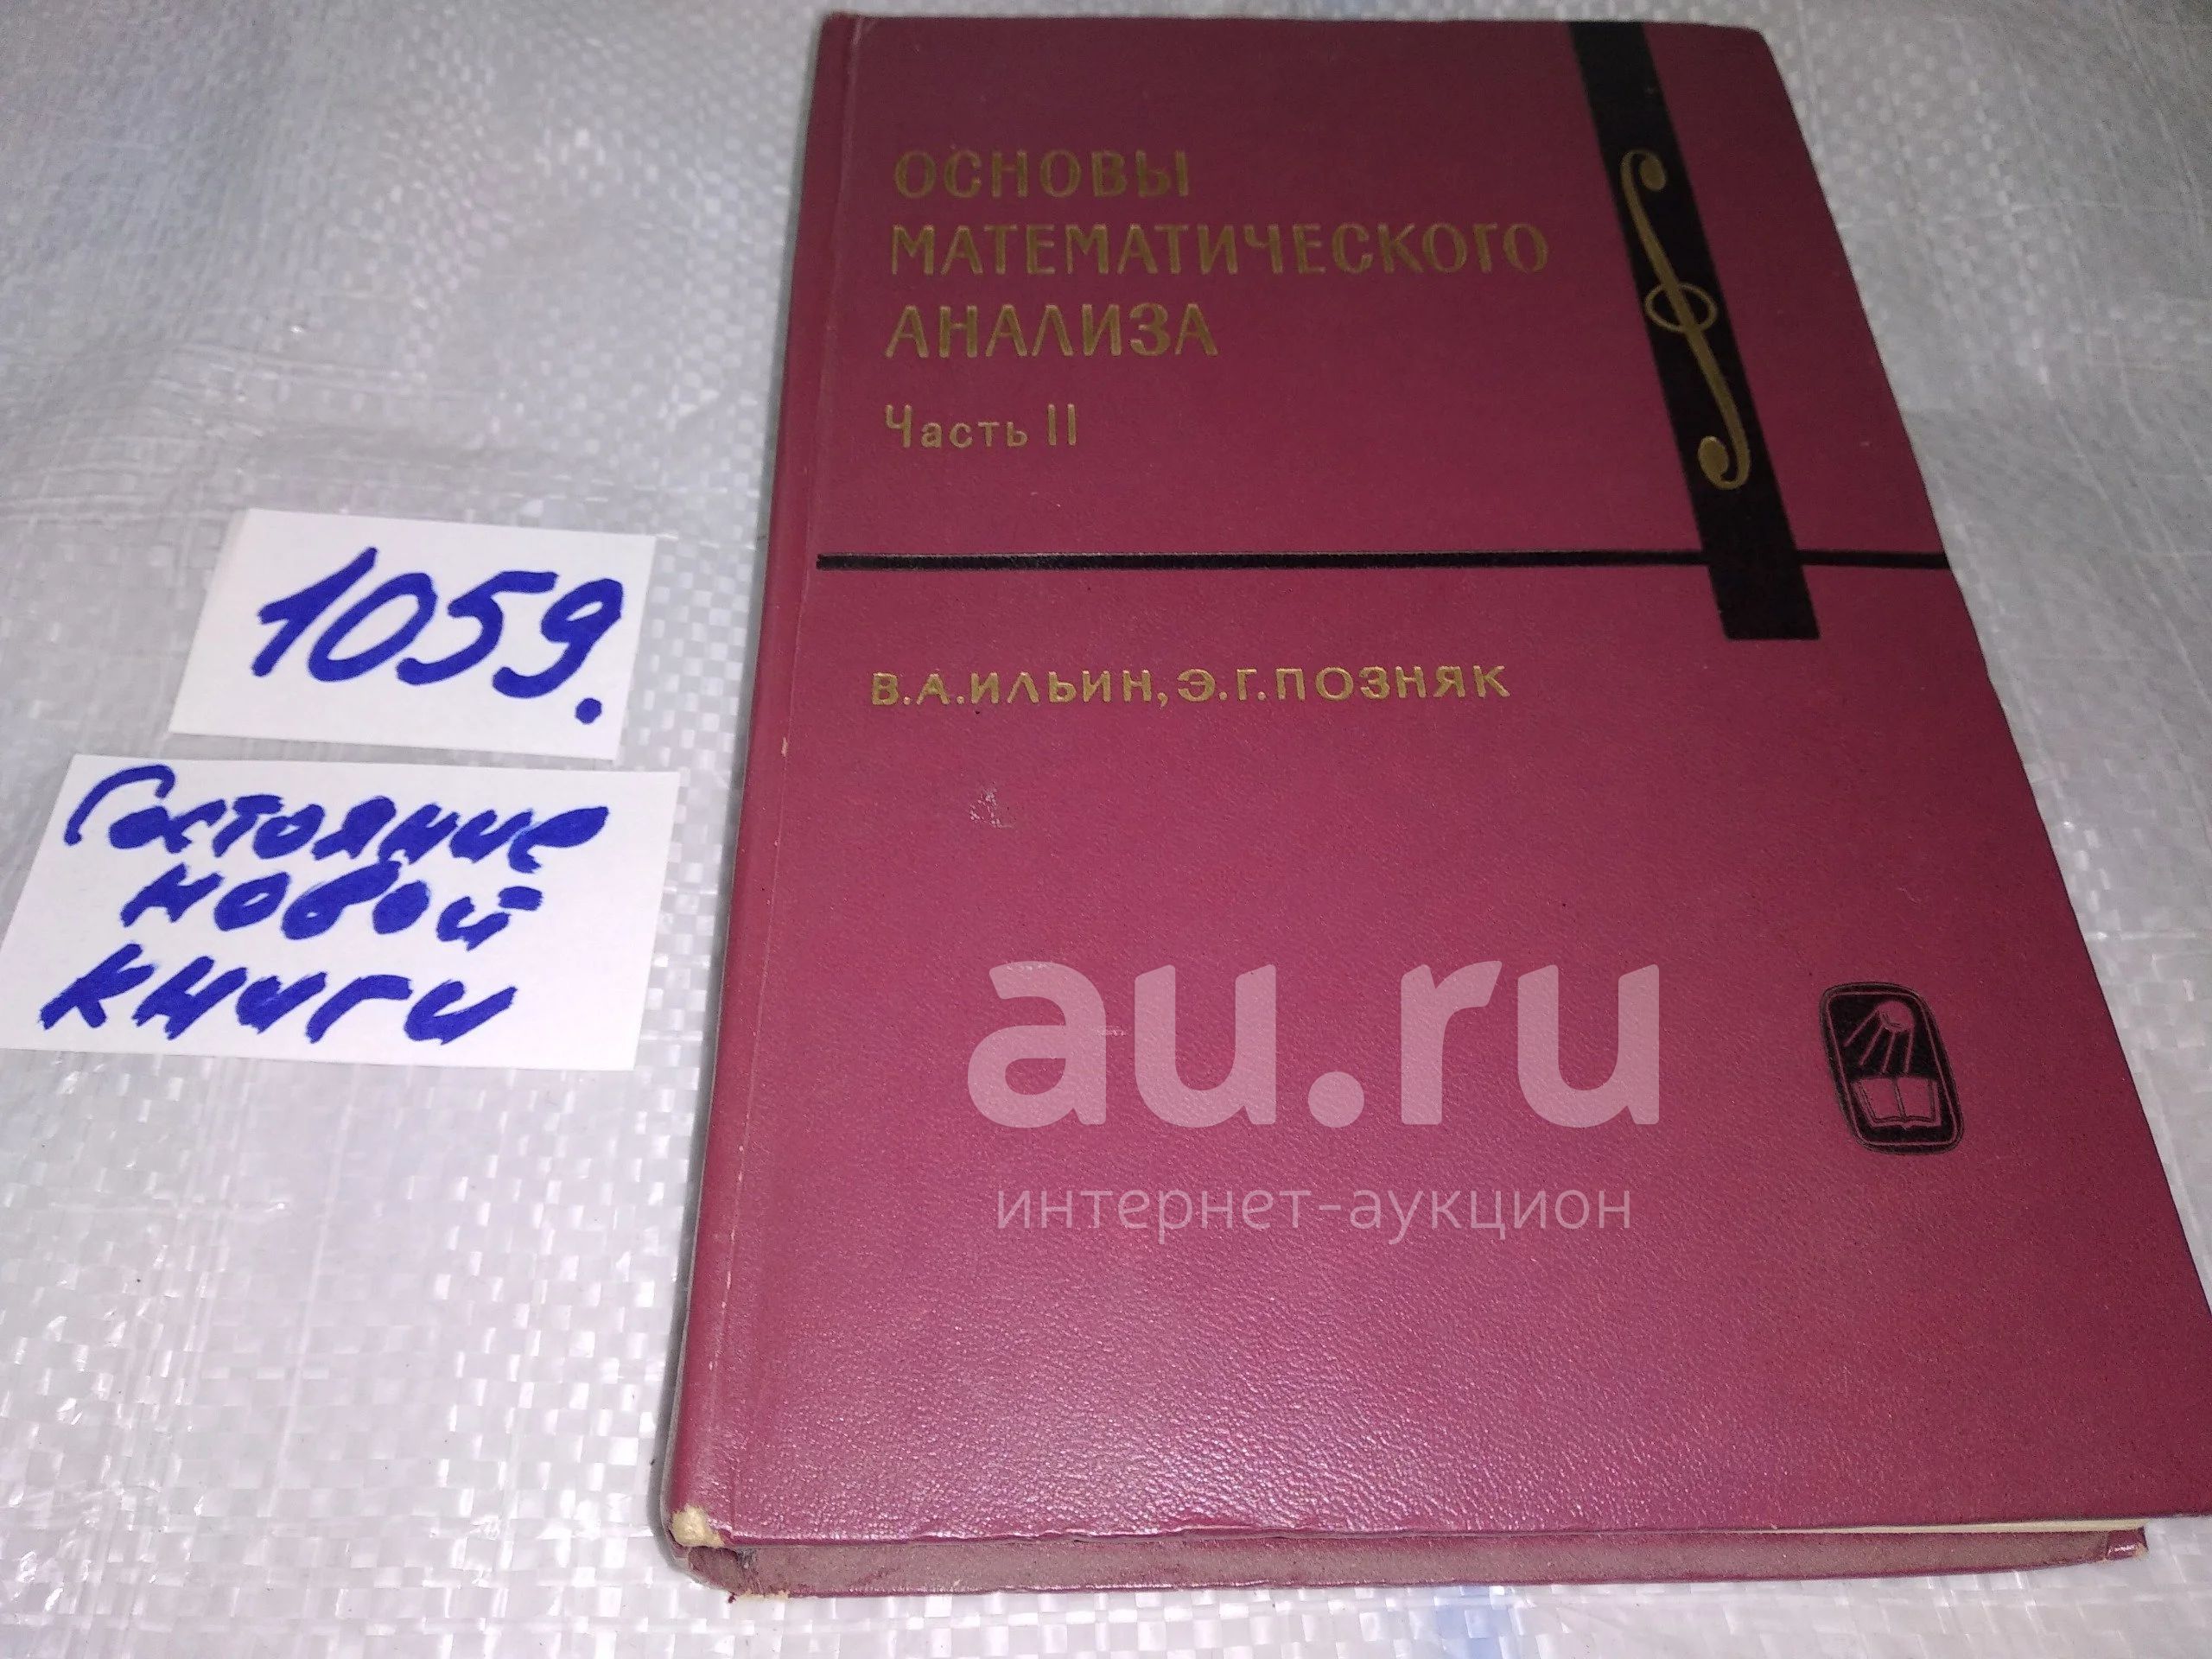 ОСНОВЫ
МАТЕМАТИЧЕСКОГО
АНАЛИЗА
Часть II
В.А.ИЛЬИН, Э.Г.ПОЗНЯК
1059.
Состояние
новой
книги
au.ru
интернет-аукцион